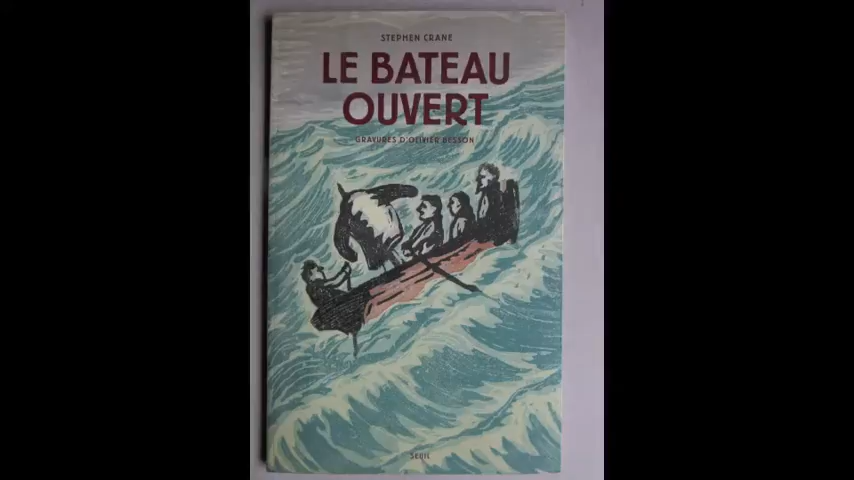 STEPHEN CRANE
LE BATEAU
OUVERT
GRAVURES D'OLIVIER BESSON
Seuil